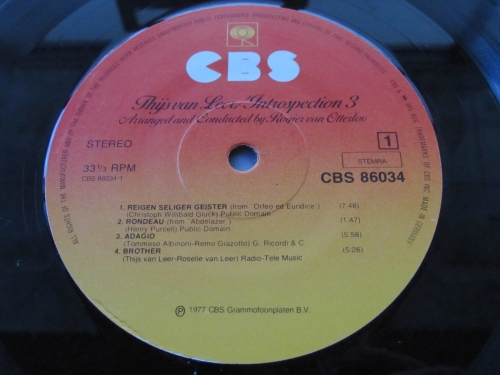 CBS
Thijs van Leer/Introspection 3
Arranged and Conducted by Rogier van Otterloo
STEREO
1
STEMRA
33 1/3 RPM
CBS 86034-1
CBS 86034
1. REIGEN SELIGER GEISTER (from ´Orfeo ed Euridice´) (7:48)
(Christoph Willibald Gluck) Public Domain
2. RONDEAU (from ´Abdelazer´) (1:47)
(Henry Purcell) Public Domain
3. ADAGIO (5:58)
(Tommaso Albinoni-Remo Giazotto) G. Ricordi & C
4. BROTHER (5:26)
(Thijs van Leer-Roselie van Leer) Radio-Tele Music
℗ 1977 CBS Grammofoonplaten B.V.